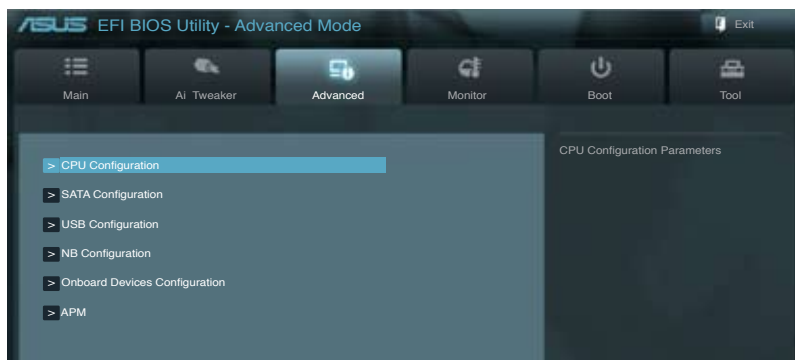 ASUS EFI BIOS Utility - Advanced Mode
Exit
Main
Ai Tweaker
Advanced
Monitor
Boot
Tool
CPU Configuration Parameters
> CPU Configuration
> SATA Configuration
> USB Configuration
> NB Configuration
> Onboard Devices Configuration
> APM